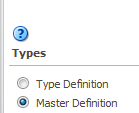 ?
Types
Type Definition
Master Definition